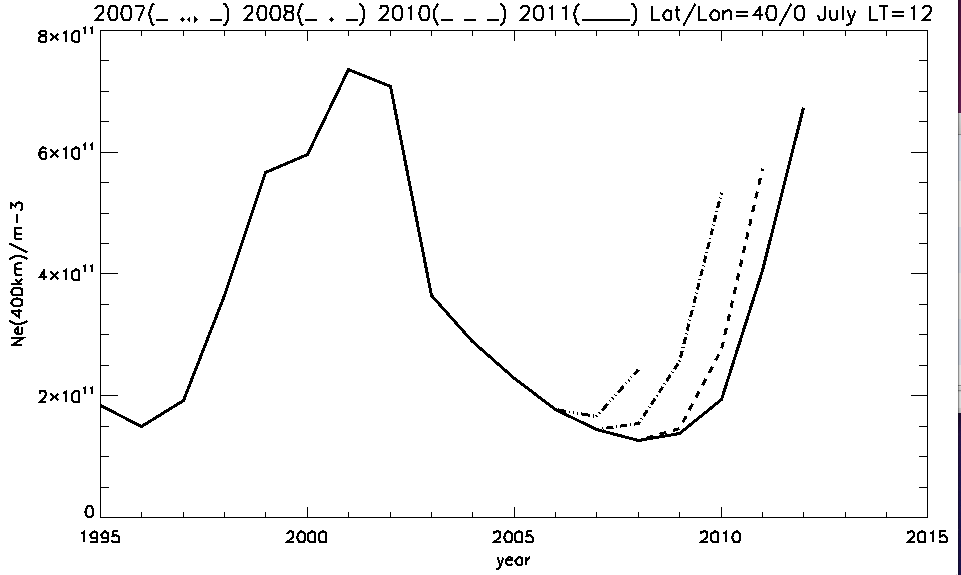 2007(_ ... _) 2008(_ . _) 2010(_ _ _) 2011(____) Lat/Lon=40/0 July LT=12
8×10¹¹
6×10¹¹
4×10¹¹
2×10¹¹
0
Ne(400km)/m-3
1995 2000 2005 2010 2015
year